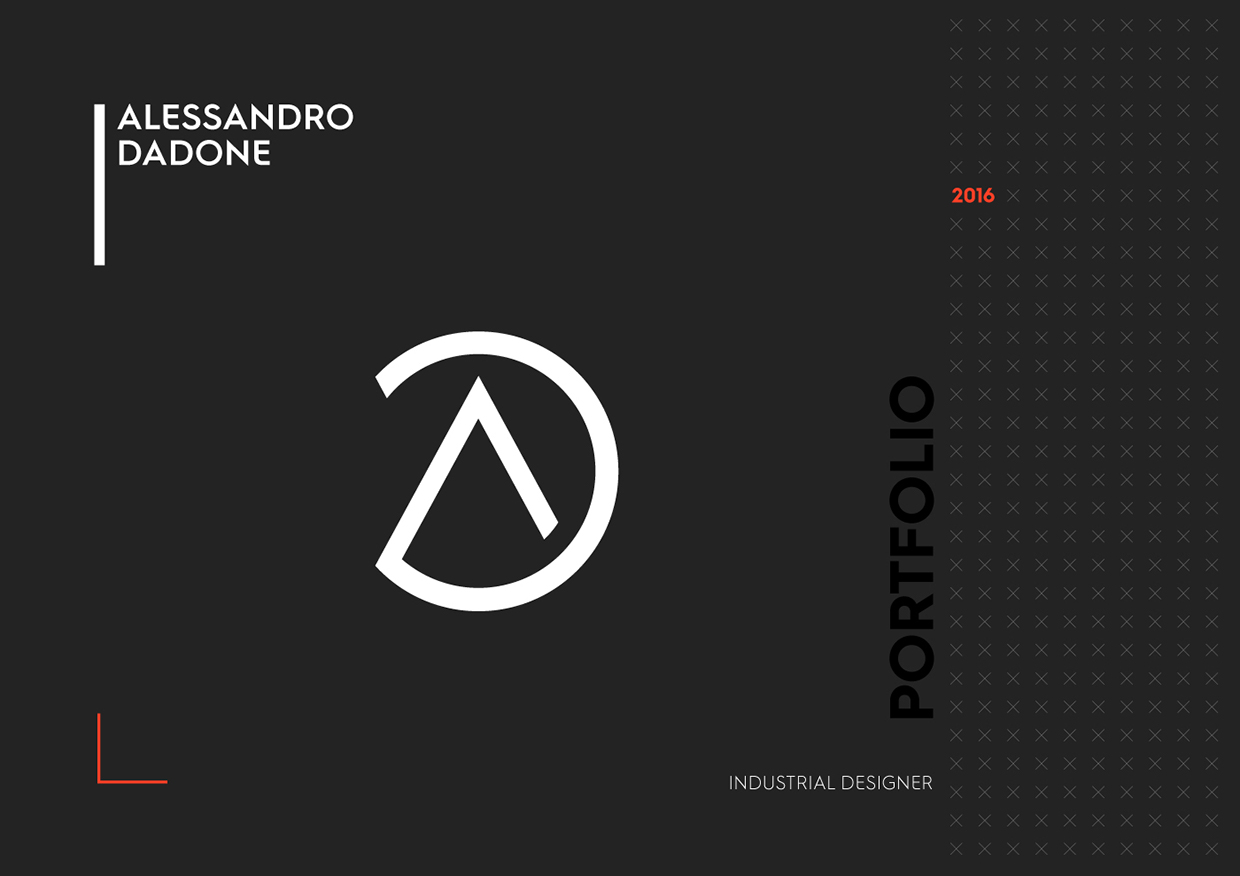 ALESSANDRO
DADONE
2016
PORTFOLIO
INDUSTRIAL DESIGNER